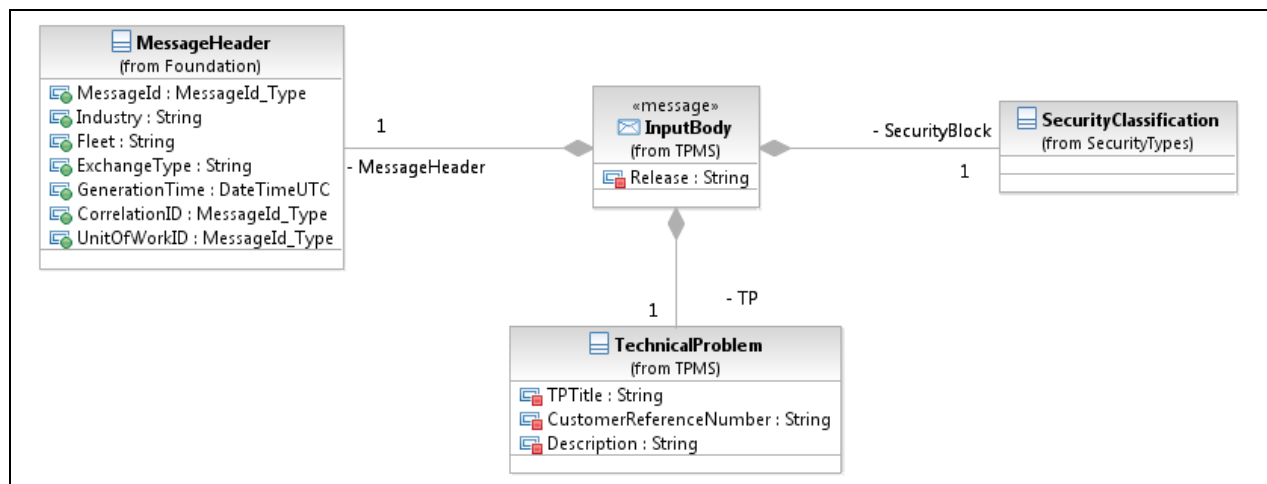 MessageHeader
(from Foundation)
MessageId : MessageId_Type
Industry : String
Fleet : String
ExchangeType : String
GenerationTime : DateTimeUTC
CorrelationID : MessageId_Type
UnitOfWorkID : MessageId_Type
1
- MessageHeader
«message»
InputBody
(from TPMS)
Release : String
- SecurityBlock
1
SecurityClassification
(from SecurityTypes)
- TP
1
TechnicalProblem
(from TPMS)
TPTitle : String
CustomerReferenceNumber : String
Description : String